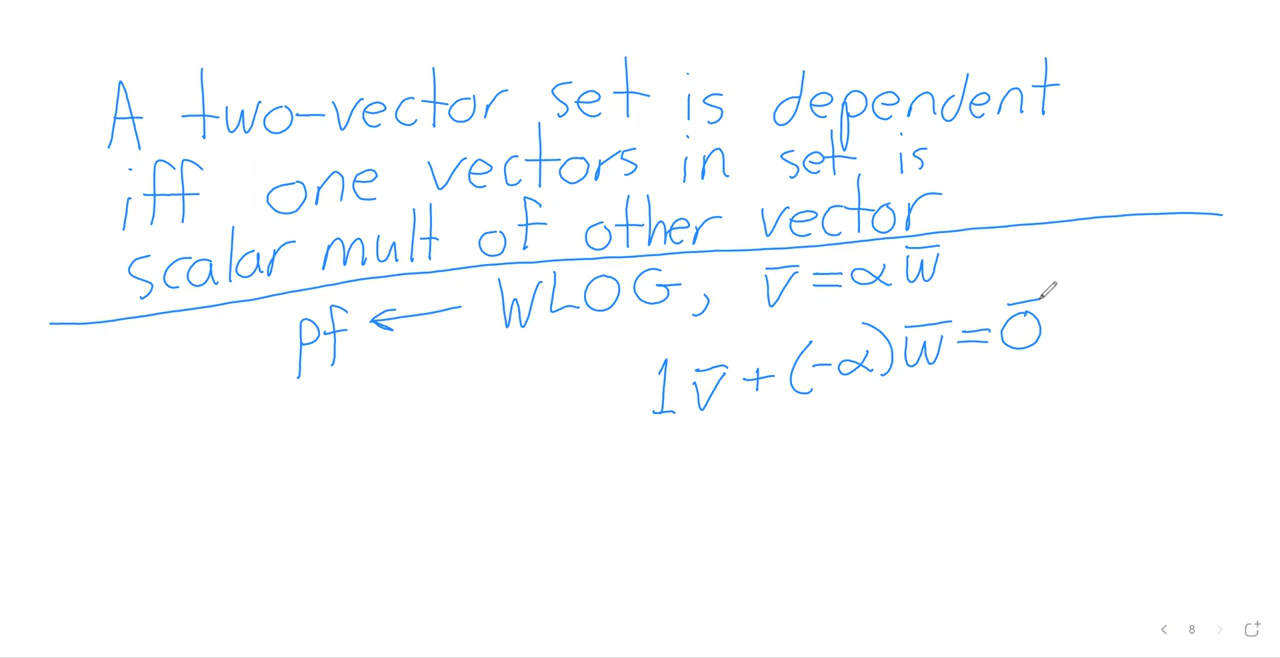 A two-vector set is dependent
iff one vectors in set is
scalar mult of other vector
pf ← WLOG, v̅ = α w̅
1 v̅ + (-α) w̅ = 0̅
8